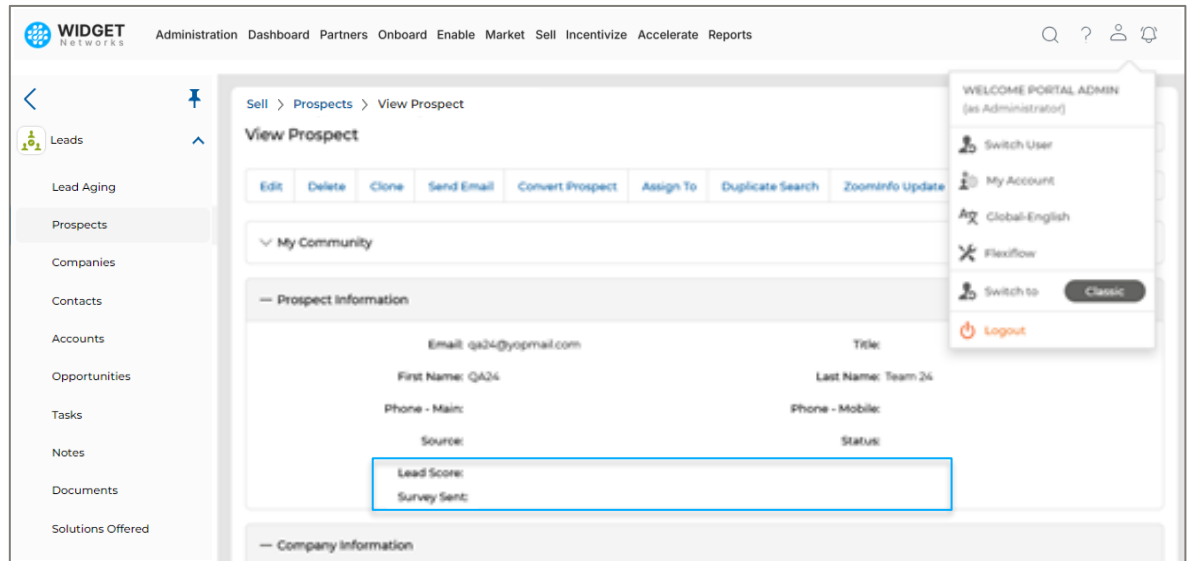 WIDGET
Networks
Administration Dashboard Partners Onboard Enable Market Sell Incentivize Accelerate Reports
WELCOME PORTAL ADMIN
(as Administrator)
Switch User
My Account
Global-English
Flexiflow
Switch to Classic
Logout
Leads
Lead Aging
Prospects
Companies
Contacts
Accounts
Opportunities
Tasks
Notes
Documents
Solutions Offered
Sell > Prospects > View Prospect
View Prospect
Edit Delete Clone Send Email Convert Prospect Assign To Duplicate Search ZoomInfo Update
My Community
— Prospect Information
Email: qa24@yopmail.com Title:
First Name: QA24 Last Name: Team 24
Phone - Main: Phone - Mobile:
Source: Status:
Lead Score:
Survey Sent:
— Company Information